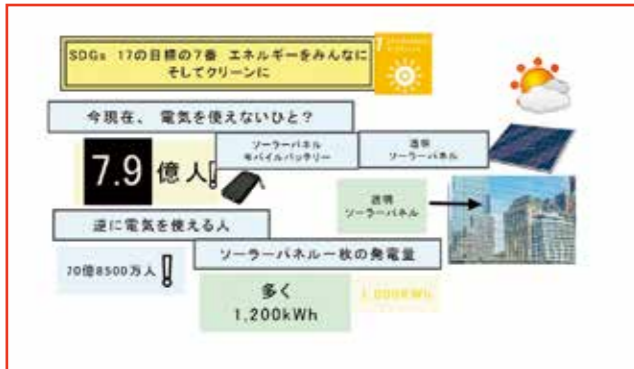 SDGs 17の目標の7番 エネルギーをみんなに
そしてクリーンに
今現在、電気を使えないひと？
7.9 億人!
ソーラーパネル
モバイルバッテリー
透明
ソーラーパネル
透明
ソーラーパネル
逆に電気を使える人
70億8500万人!
ソーラーパネル一枚の発電量
多く
1,200kWh
1,000KWh